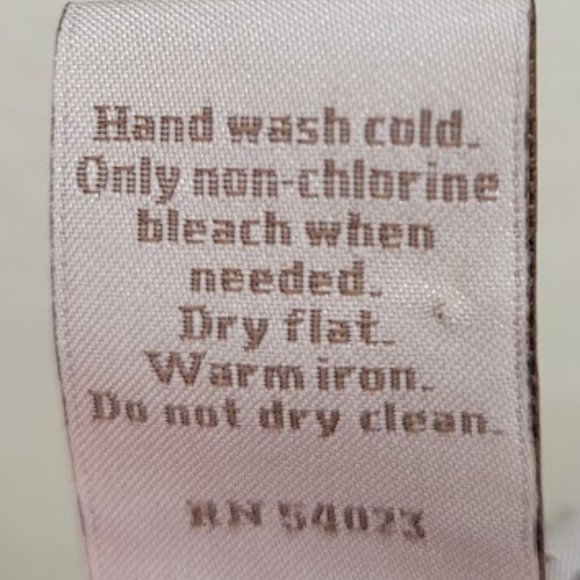 Hand wash cold.
Only non-chlorine
bleach when
needed.
Dry flat.
Warm iron.
Do not dry clean.
RN 54023